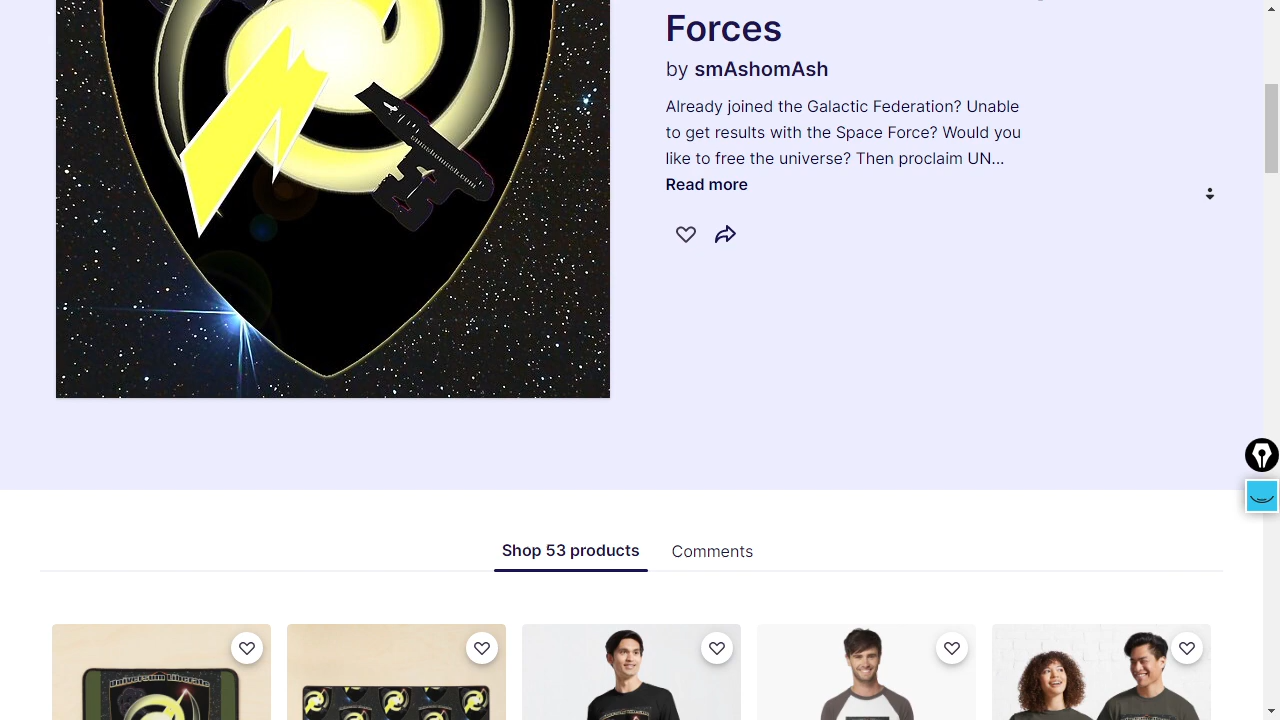 Forces
by smAshomAsh
Already joined the Galactic Federation? Unable
to get results with the Space Force? Would you
like to free the universe? Then proclaim UN...
Read more
Shop 53 products
Comments